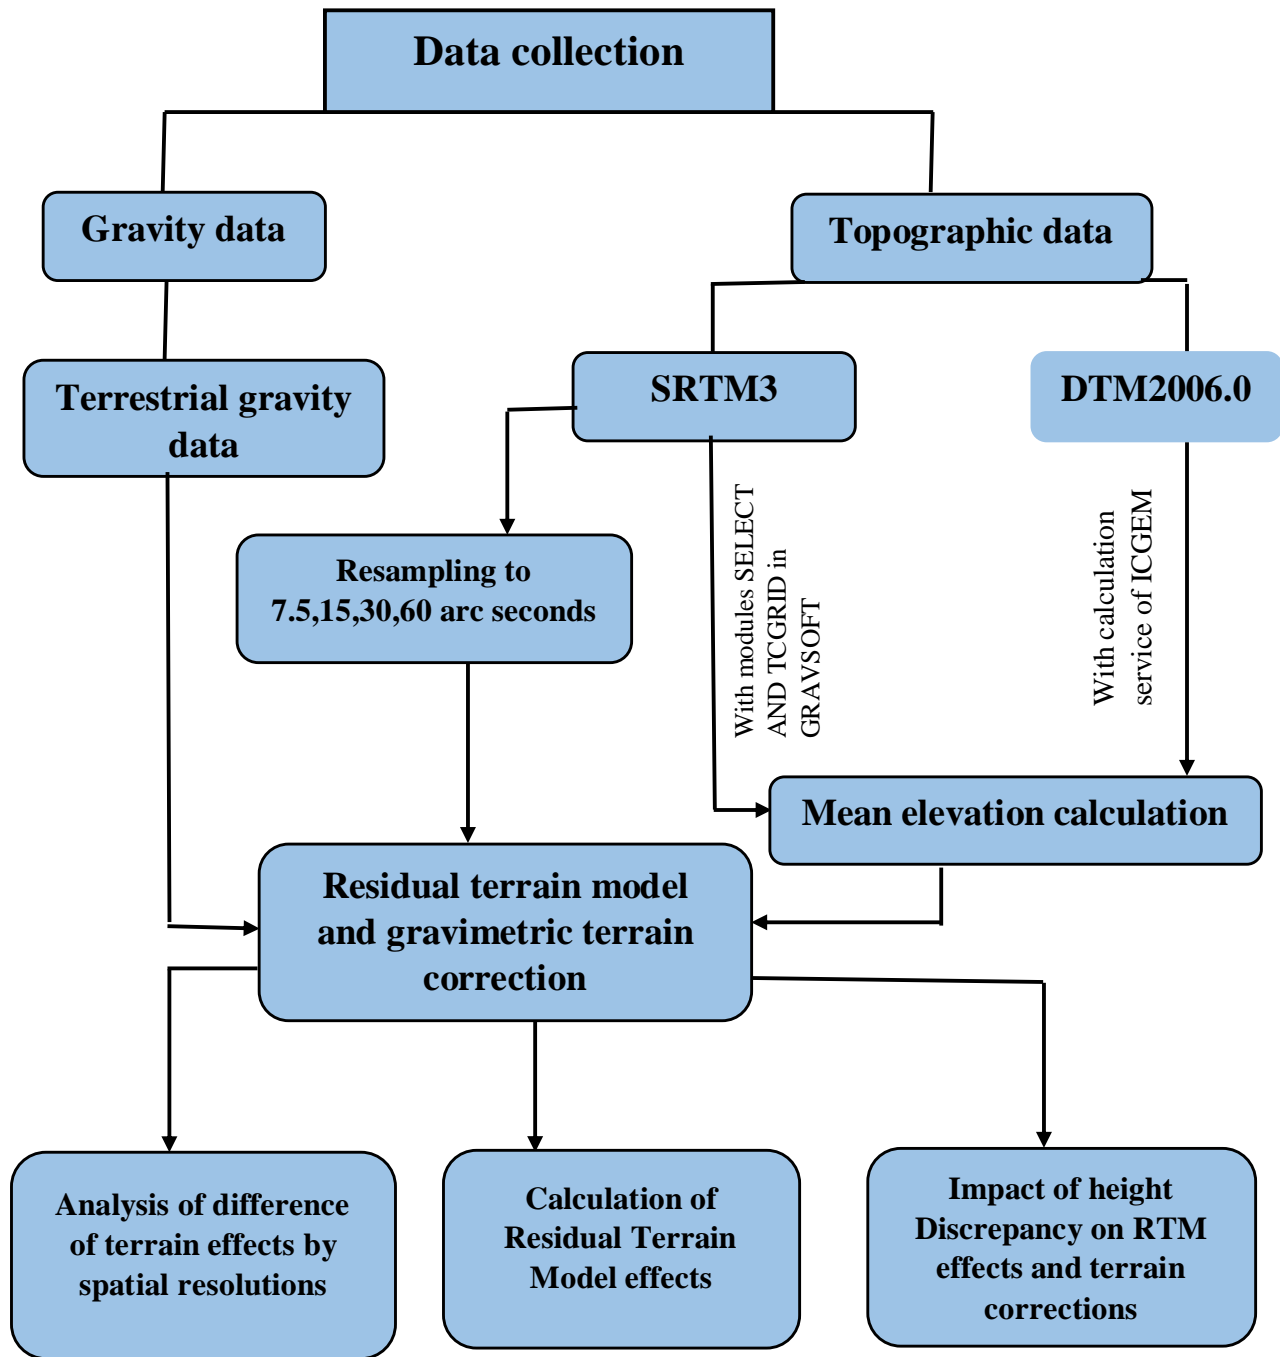 Data collection
Gravity data
Topographic data
Terrestrial gravity
data
SRTM3
DTM2006.0
With modules SELECT
AND TCGRID in
GRAVSOFT
With calculation
service of ICGEM
Resampling to
7.5,15,30,60 arc seconds
Mean elevation calculation
Residual terrain model
and gravimetric terrain
correction
Analysis of difference
of terrain effects by
spatial resolutions
Calculation of
Residual Terrain
Model effects
Impact of height
Discrepancy on RTM
effects and terrain
corrections